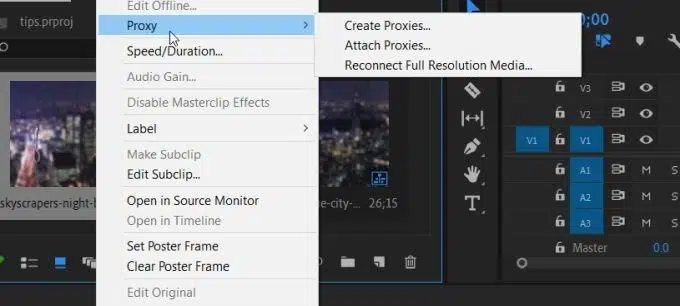 Edit Offline...
tips.prproj
Proxy
Create Proxies...
;00
Attach Proxies...
Speed/Duration...
Reconnect Full Resolution Media...
Audio Gain...
V3
Disable Masterclip Effects
V2
Label
V1 V1
Make Subclip
A1 M S
Edit Subclip...
A2 M S
skyscrapers-night-
e-city-... 26;15
Open in Source Monitor
Open in Timeline
A3 M S
Set Poster Frame
Master 0.0
Clear Poster Frame
T
Edit Original